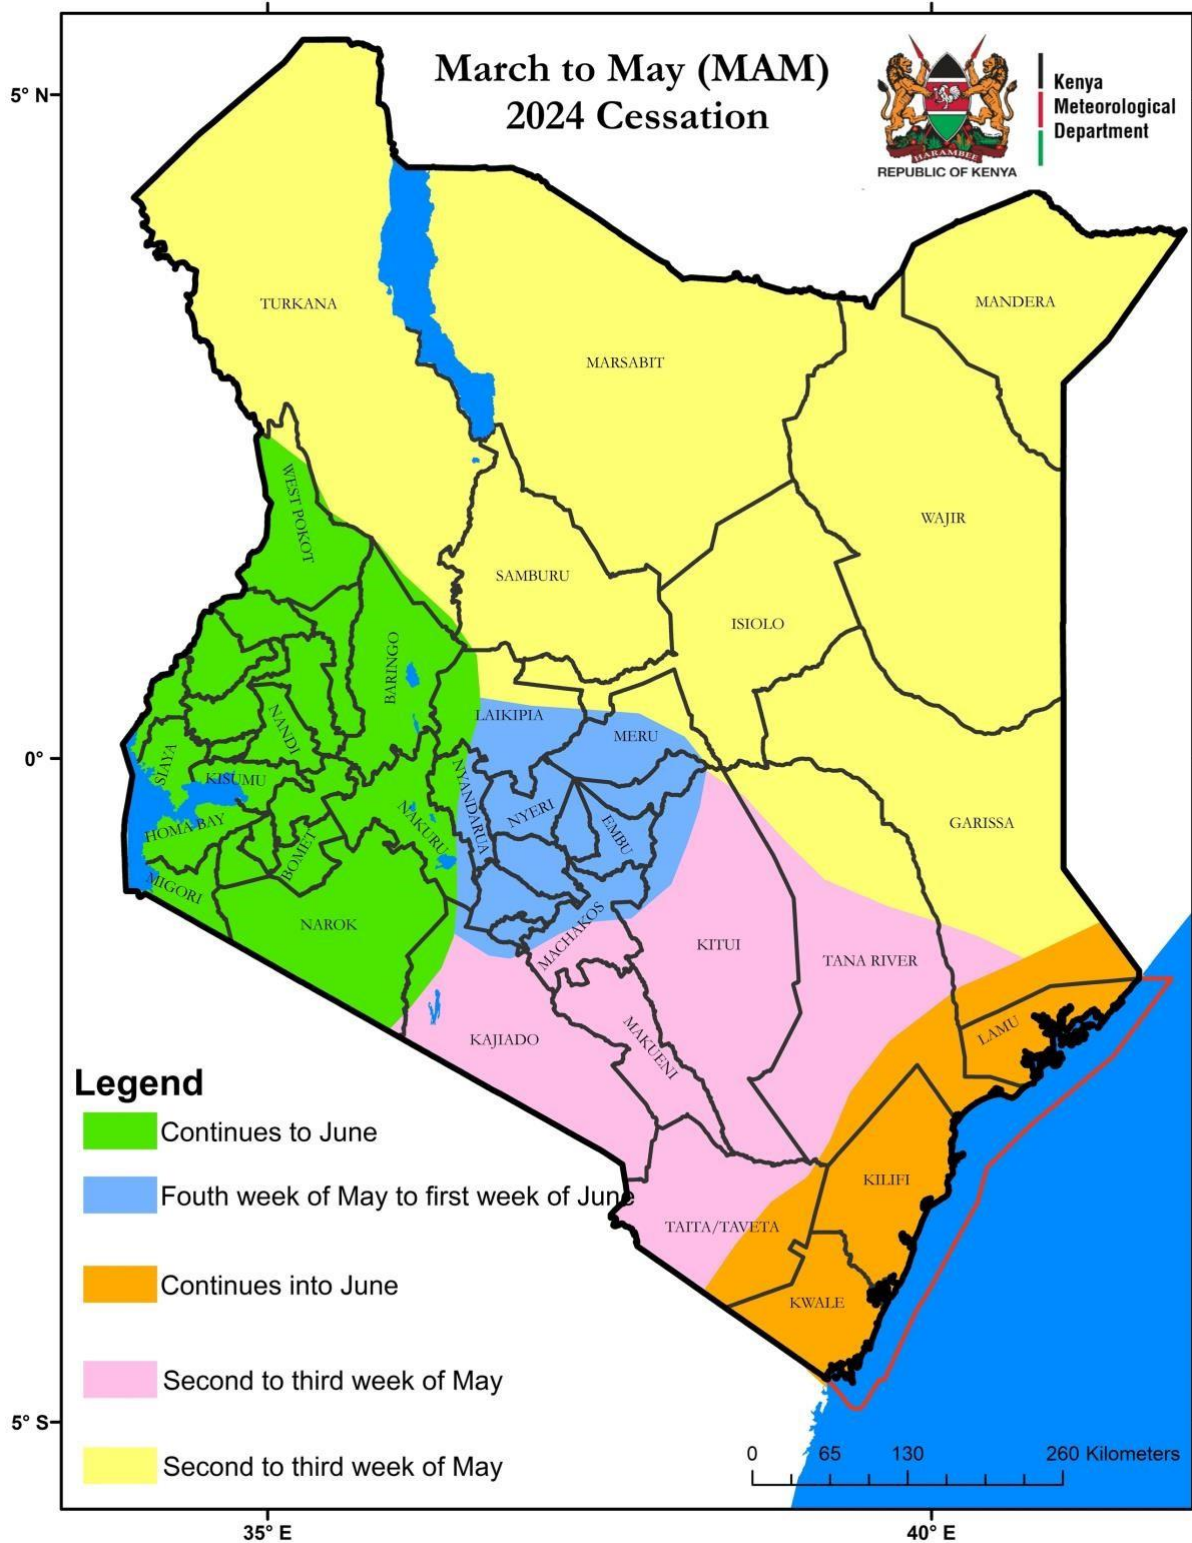 March to May (MAM)
2024 Cessation
Kenya
Meteorological
Department
HARAMBEE
REPUBLIC OF KENYA
5° N
0°
5° S
35° E
40° E
TURKANA
MARSABIT
MANDERA
WAJIR
WEST POKOT
SAMBURU
ISIOLO
BARINGO
LAIKIPIA
MERU
NANDI
SIAYA
KISUMU
NYANDARUA
NYERI
EMBU
HOMA BAY
NAKURU
BOMET
MIGORI
NAROK
GARISSA
MACHAKOS
KITUI
TANA RIVER
KAJIADO
MAKUENI
LAMU
KILIFI
TAITA/TAVETA
KWALE
Legend
Continues to June
Fouth week of May to first week of June
Continues into June
Second to third week of May
Second to third week of May
0 65 130 260 Kilometers